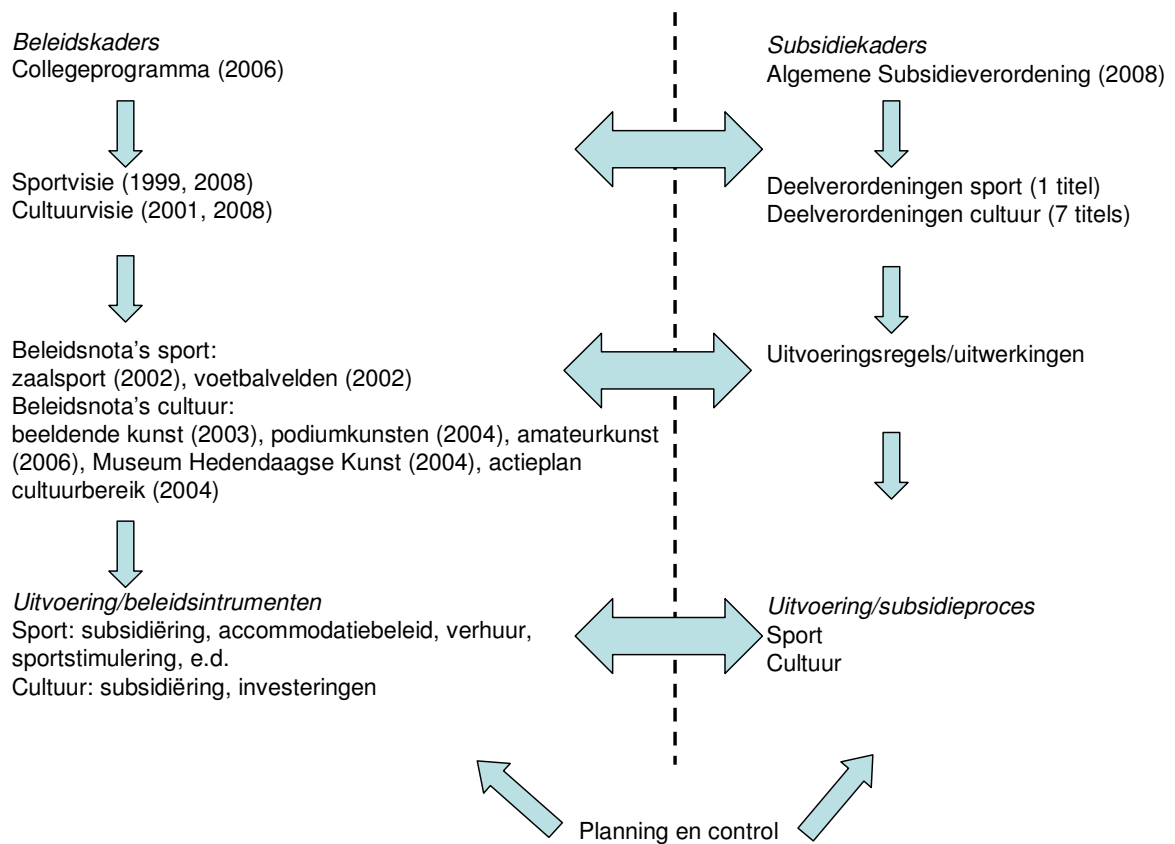 Beleidskaders
Collegeprogramma (2006)
Sportvisie (1999, 2008)
Cultuurvisie (2001, 2008)
Beleidsnota's sport:
zaalsport (2002), voetbalvelden (2002)
Beleidsnota's cultuur:
beeldende kunst (2003), podiumkunsten (2004), amateurkunst
(2006), Museum Hedendaagse Kunst (2004), actieplan
cultuurbereik (2004)
Uitvoering/beleidsintrumenten
Sport: subsidiëring, accommodatiebeleid, verhuur,
sportstimulering, e.d.
Cultuur: subsidiëring, investeringen
Subsidiekaders
Algemene Subsidieverordening (2008)
Deelverordeningen sport (1 titel)
Deelverordeningen cultuur (7 titels)
Uitvoeringsregels/uitwerkingen
Uitvoering/subsidieproces
Sport
Cultuur
Planning en control